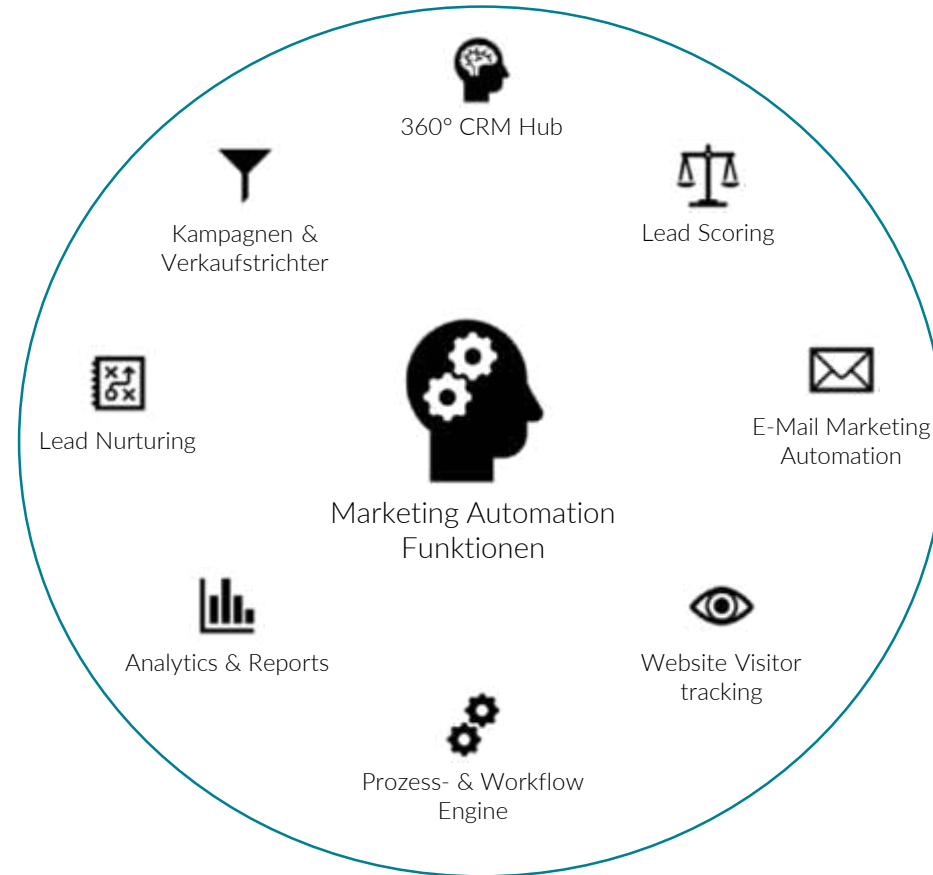 360° CRM Hub
Kampagnen &
Verkaufstrichter
Lead Scoring
Lead Nurturing
E-Mail Marketing
Automation
Marketing Automation
Funktionen
Analytics & Reports
Website Visitor
tracking
Prozess- & Workflow
Engine